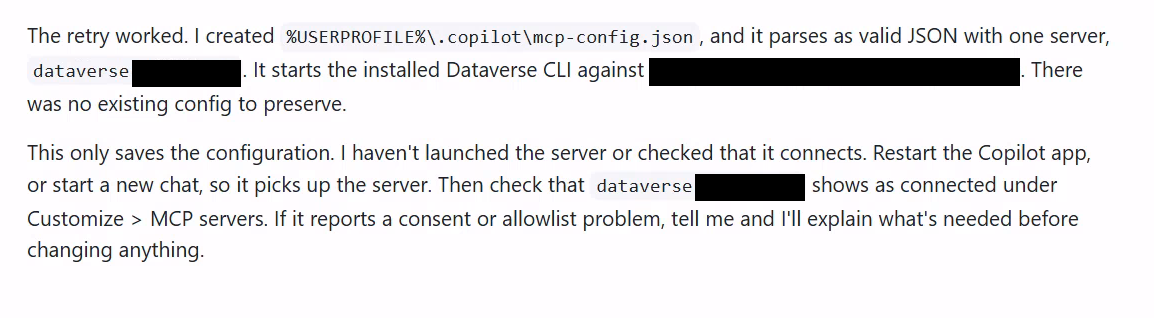 The retry worked. I created %USERPROFILE%\.copilot\mcp-config.json, and it parses as valid JSON with one server,
dataverse. It starts the installed Dataverse CLI against. There
was no existing config to preserve.
This only saves the configuration. I haven't launched the server or checked that it connects. Restart the Copilot app,
or start a new chat, so it picks up the server. Then check that dataverse shows as connected under
Customize > MCP servers. If it reports a consent or allowlist problem, tell me and I'll explain what's needed before
changing anything.